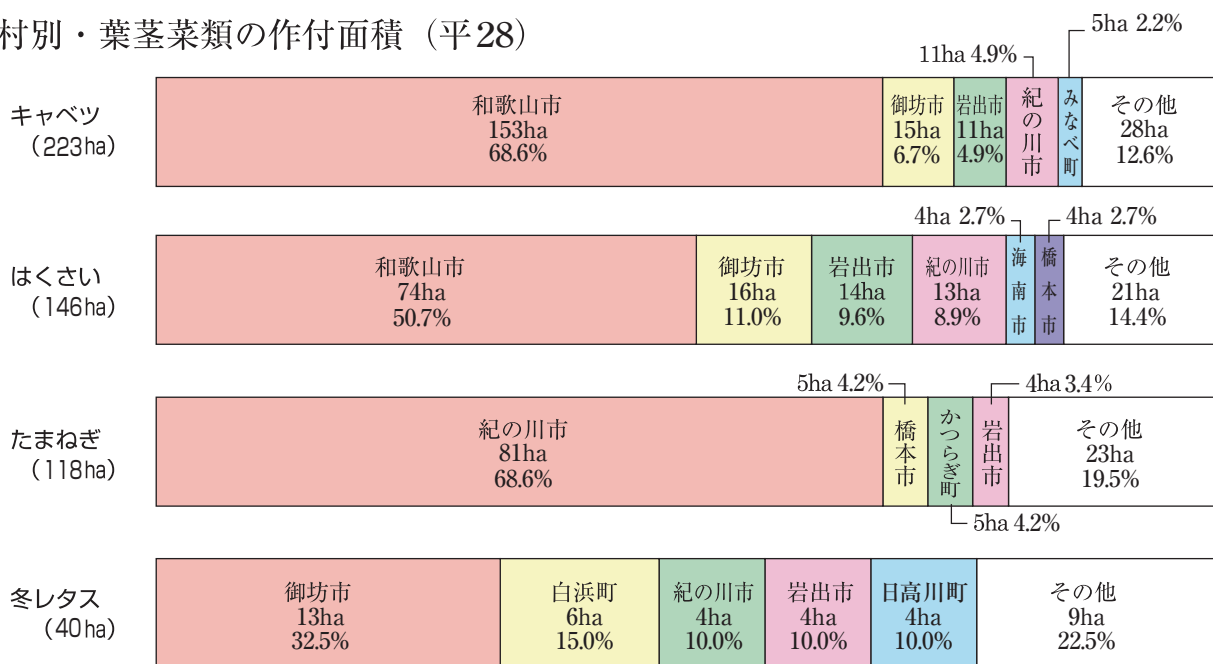 村別・葉茎菜類の作付面積（平28）
5ha 2.2%
11ha 4.9%
キャベツ
（223ha）
和歌山市
153ha
68.6%
御坊市
15ha
6.7%
岩出市
11ha
4.9%
紀の川市
みなべ町
その他
28ha
12.6%
4ha 2.7%
4ha 2.7%
はくさい
（146ha）
和歌山市
74ha
50.7%
御坊市
16ha
11.0%
岩出市
14ha
9.6%
紀の川市
13ha
8.9%
海南市
橋本市
その他
21ha
14.4%
5ha 4.2%
4ha 3.4%
たまねぎ
（118ha）
紀の川市
81ha
68.6%
橋本市
かつらぎ町
岩出市
その他
23ha
19.5%
5ha 4.2%
冬レタス
（40ha）
御坊市
13ha
32.5%
白浜町
6ha
15.0%
紀の川市
4ha
10.0%
岩出市
4ha
10.0%
日高川町
4ha
10.0%
その他
9ha
22.5%